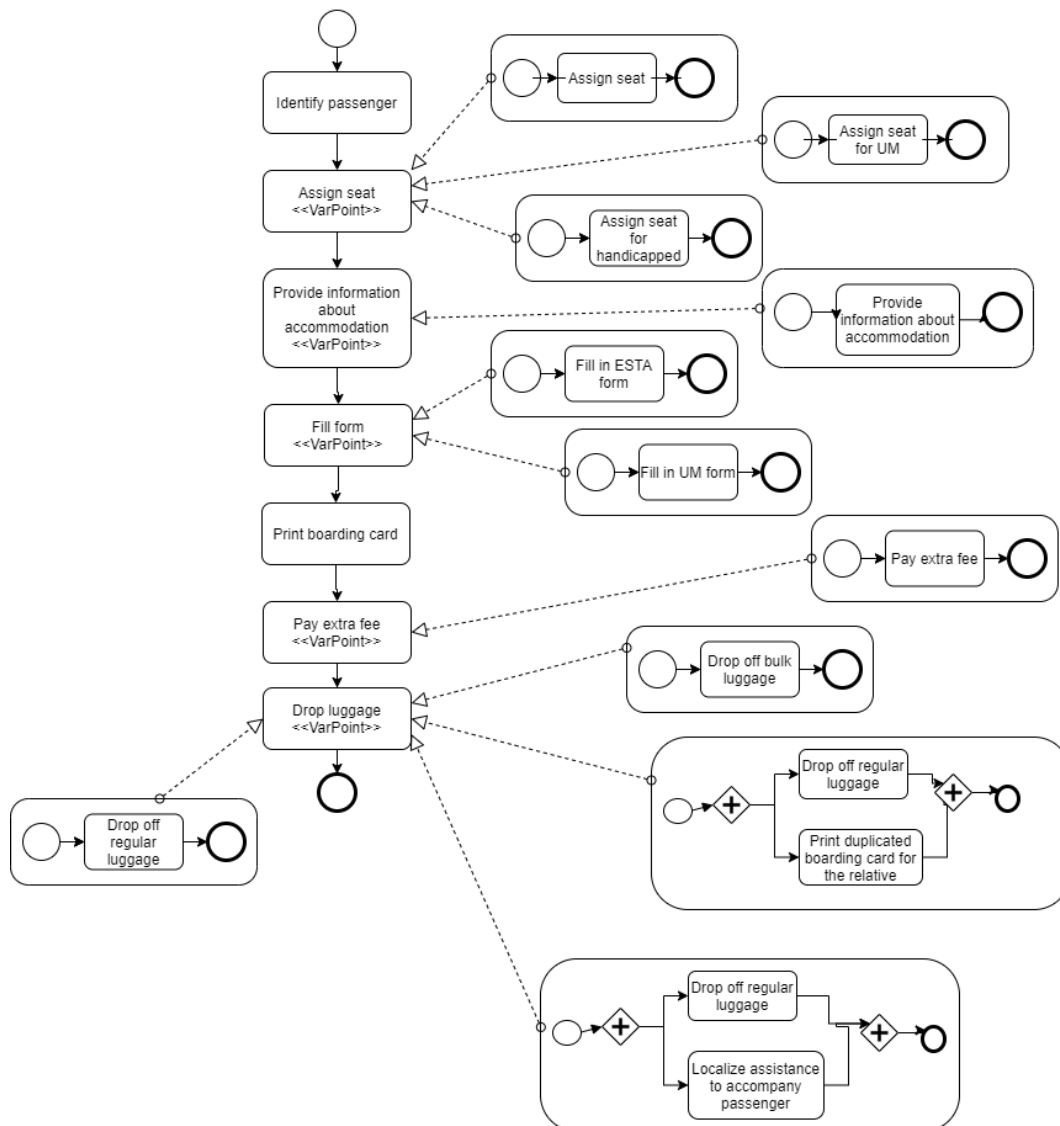 Identify passenger
Assign seat
Assign seat
for UM
Assign seat
<<VarPoint>>
Assign seat
for
handicapped
Provide information
about
accommodation
<<VarPoint>>
Provide
information about
accommodation
Fill in ESTA
form
Fill form
<<VarPoint>>
Fill in UM form
Print boarding card
Pay extra fee
Pay extra fee
<<VarPoint>>
Drop off bulk
luggage
Drop luggage
<<VarPoint>>
Drop off regular
luggage
Drop off
regular
luggage
Print duplicated
boarding card for
the relative
Drop off regular
luggage
Localize assistance
to accompany
passenger